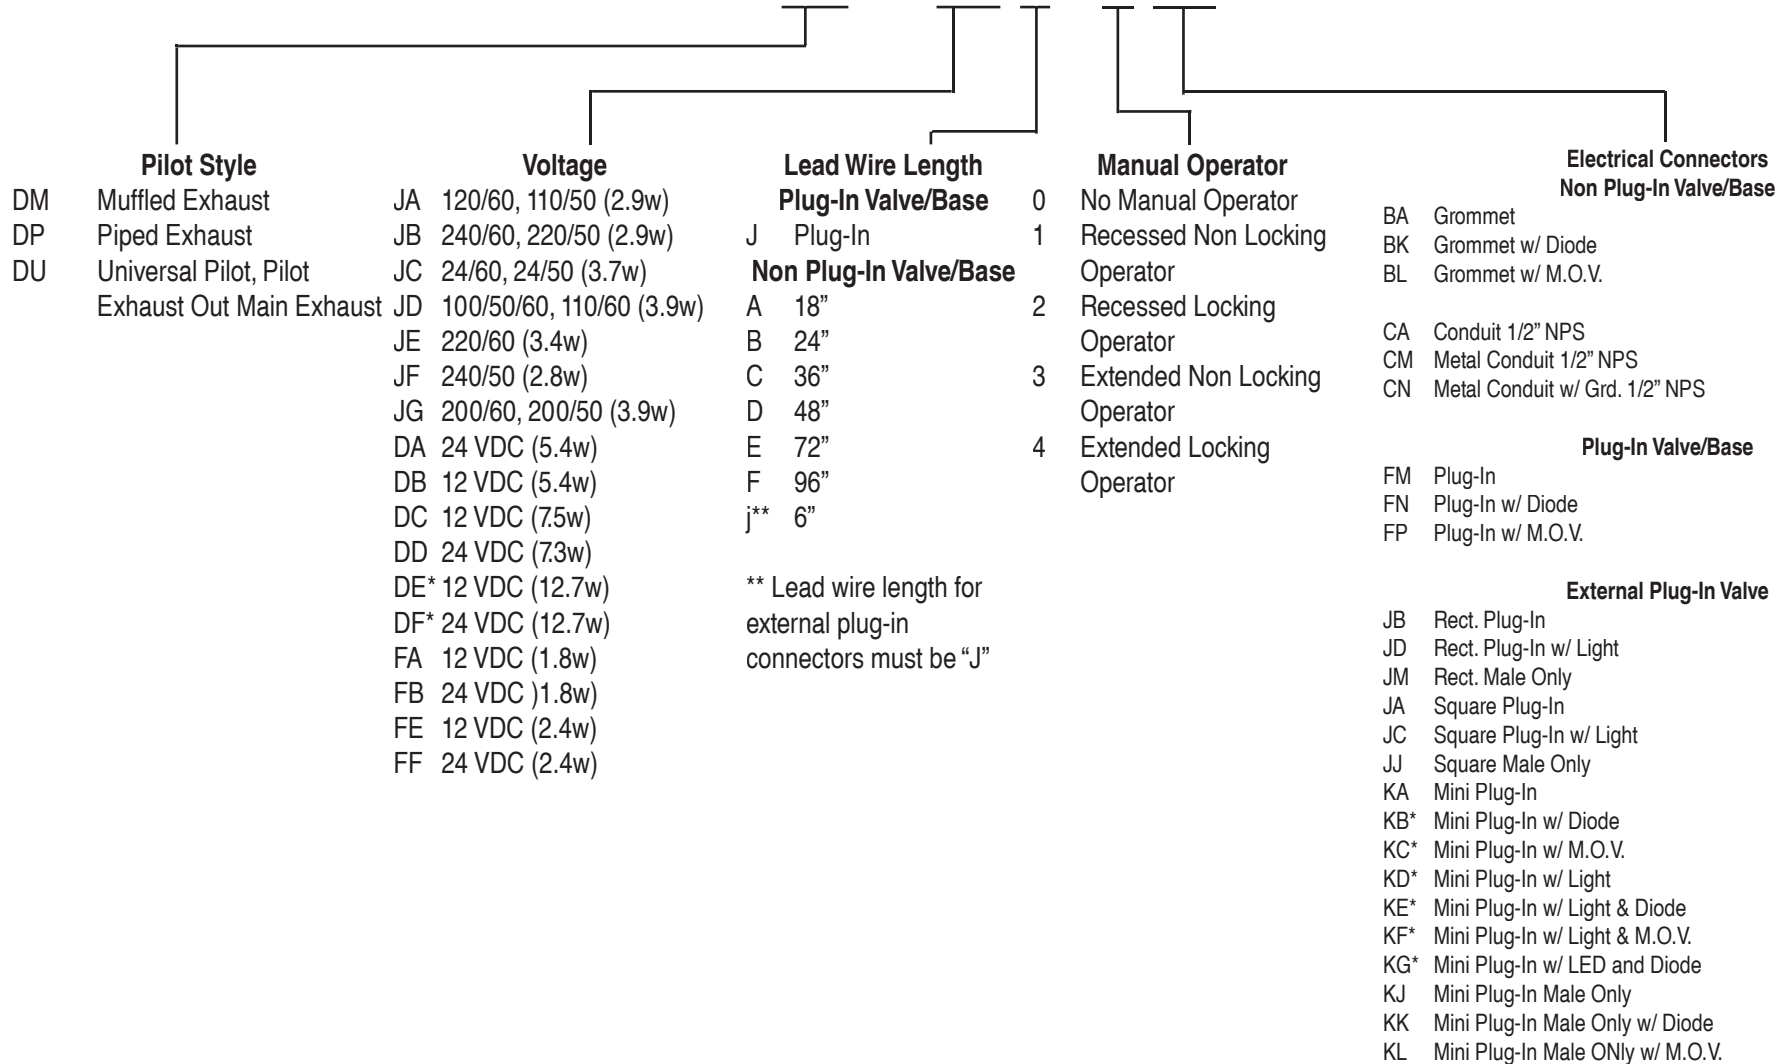 Pilot Style
DM Muffled Exhaust
DP Piped Exhaust
DU Universal Pilot, Pilot
Exhaust Out Main Exhaust
Voltage
JA 120/60, 110/50 (2.9w)
JB 240/60, 220/50 (2.9w)
JC 24/60, 24/50 (3.7w)
JD 100/50/60, 110/60 (3.9w)
JE 220/60 (3.4w)
JF 240/50 (2.8w)
JG 200/60, 200/50 (3.9w)
DA 24 VDC (5.4w)
DB 12 VDC (5.4w)
DC 12 VDC (7.5w)
DD 24 VDC (7.3w)
DE* 12 VDC (12.7w)
DF* 24 VDC (12.7w)
FA 12 VDC (1.8w)
FB 24 VDC )1.8w)
FE 12 VDC (2.4w)
FF 24 VDC (2.4w)
Lead Wire Length
Plug-In Valve/Base
J Plug-In
Non Plug-In Valve/Base
A 18”
B 24”
C 36”
D 48”
E 72”
F 96”
j** 6”
** Lead wire length for
external plug-in
connectors must be “J”
Manual Operator
0 No Manual Operator
1 Recessed Non Locking
Operator
2 Recessed Locking
Operator
3 Extended Non Locking
Operator
4 Extended Locking
Operator
Electrical Connectors
Non Plug-In Valve/Base
BA Grommet
BK Grommet w/ Diode
BL Grommet w/ M.O.V.
CA Conduit 1/2” NPS
CM Metal Conduit 1/2” NPS
CN Metal Conduit w/ Grd. 1/2” NPS
Plug-In Valve/Base
FM Plug-In
FN Plug-In w/ Diode
FP Plug-In w/ M.O.V.
External Plug-In Valve
JB Rect. Plug-In
JD Rect. Plug-In w/ Light
JM Rect. Male Only
JA Square Plug-In
JC Square Plug-In w/ Light
JJ Square Male Only
KA Mini Plug-In
KB* Mini Plug-In w/ Diode
KC* Mini Plug-In w/ M.O.V.
KD* Mini Plug-In w/ Light
KE* Mini Plug-In w/ Light & Diode
KF* Mini Plug-In w/ Light & M.O.V.
KG* Mini Plug-In w/ LED and Diode
KJ Mini Plug-In Male Only
KK Mini Plug-In Male Only w/ Diode
KL Mini Plug-In Male ONly w/ M.O.V.